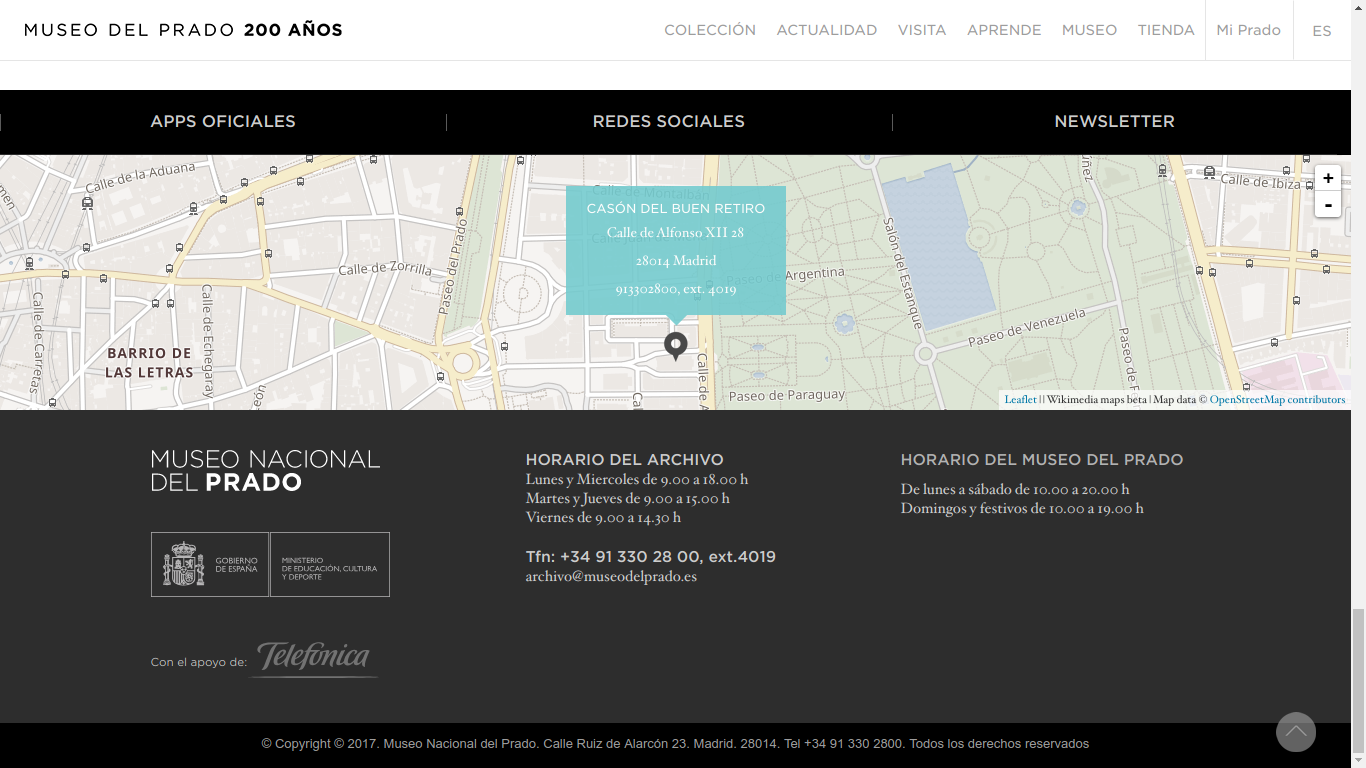 MUSEO DEL PRADO 200 AÑOS
COLECCIÓN
ACTUALIDAD
VISITA
APRENDE
MUSEO
TIENDA
Mi Prado
ES
APPS OFICIALES
REDES SOCIALES
NEWSLETTER
Calle de la Aduana
Calle de Zorrilla
Calle de Carretas
Calle de Echegaray
BARRIO DE
LAS LETRAS
Paseo del Prado
Calle de Montalbán
CASÓN DEL BUEN RETIRO
Calle de Alfonso XII 28
28014 Madrid
913302800, ext. 4019
Paseo de Argentina
Salón del Estanque
Paseo de Venezuela
Paseo de Paraguay
Calle de Ibiza
Calle de A
Paseo de
+
-
Leaflet || Wikimedia maps beta | Map data © OpenStreetMap contributors
MUSEO NACIONAL
DEL PRADO
GOBIERNO
DE ESPAÑA
MINISTERIO
DE EDUCACIÓN, CULTURA
Y DEPORTE
Con el apoyo de: Telefónica
HORARIO DEL ARCHIVO
Lunes y Miercoles de 9.00 a 18.00 h
Martes y Jueves de 9.00 a 15.00 h
Viernes de 9.00 a 14.30 h
Tfn: +34 91 330 28 00, ext.4019
archivo@museodelprado.es
HORARIO DEL MUSEO DEL PRADO
De lunes a sábado de 10.00 a 20.00 h
Domingos y festivos de 10.00 a 19.00 h
© Copyright © 2017. Museo Nacional del Prado. Calle Ruiz de Alarcón 23. Madrid. 28014. Tel +34 91 330 2800. Todos los derechos reservados